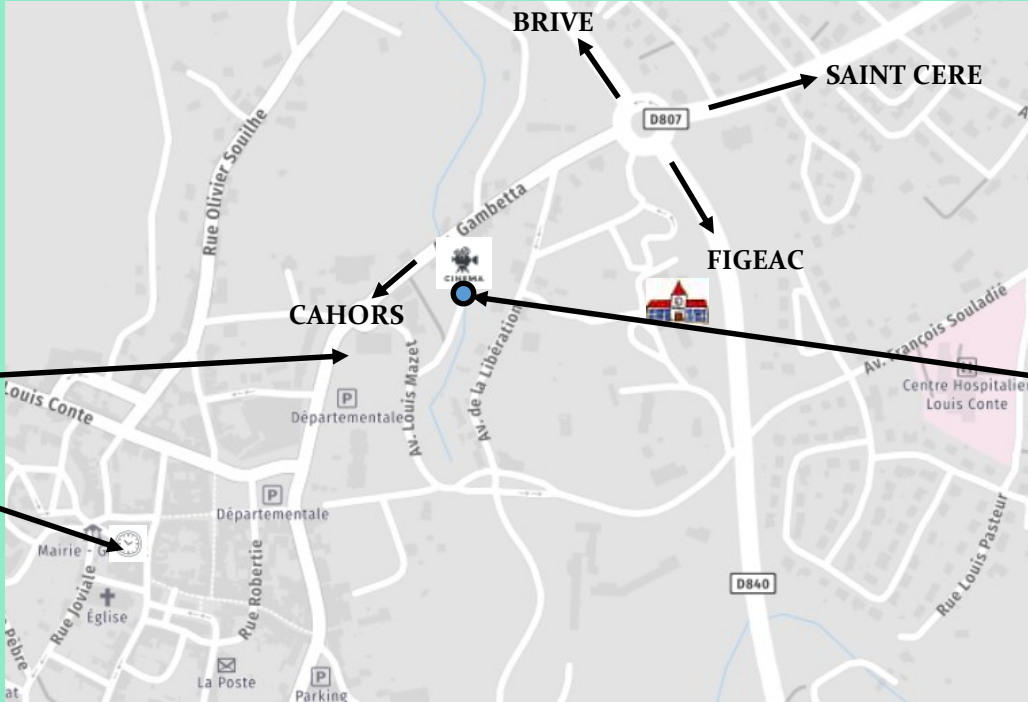 BRIVE
SAINT CERE
D807
Rue Olivier Souilhe
Gambetta
CINEMA
FIGEAC
CAHORS
Av. François Souladié
Centre Hospitalier
Louis Conte
Louis Conte
P
Départementale
Av. Louis Mazet
Av. de la Libération
P
Départementale
Mairie - G
Rue Joviale
Église
Rue Robertie
D840
Rue Louis Pasteur
Pèbre
La Poste
P
Parking
at